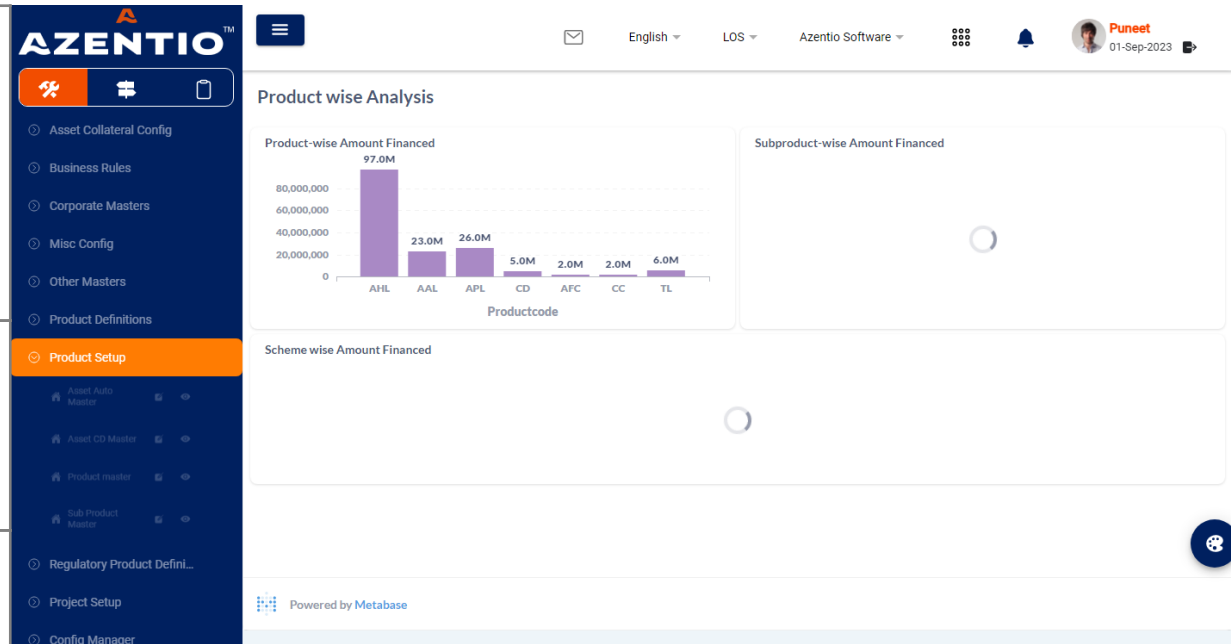 AZENTIO™
English
LOS
Azentio Software
Puneet
01-Sep-2023
Asset Collateral Config
Business Rules
Corporate Masters
Misc Config
Other Masters
Product Definitions
Product Setup
Asset Auto
Master
Asset CD Master
Product master
Sub Product
Master
Regulatory Product Defini...
Project Setup
Config Manager
Product wise Analysis
Product-wise Amount Financed
97.0M
80,000,000
60,000,000
40,000,000
20,000,000
0
23.0M
26.0M
5.0M
2.0M
2.0M
6.0M
AHL AAL APL CD AFC CC TL
Productcode
Subproduct-wise Amount Financed
Scheme wise Amount Financed
Powered by Metabase